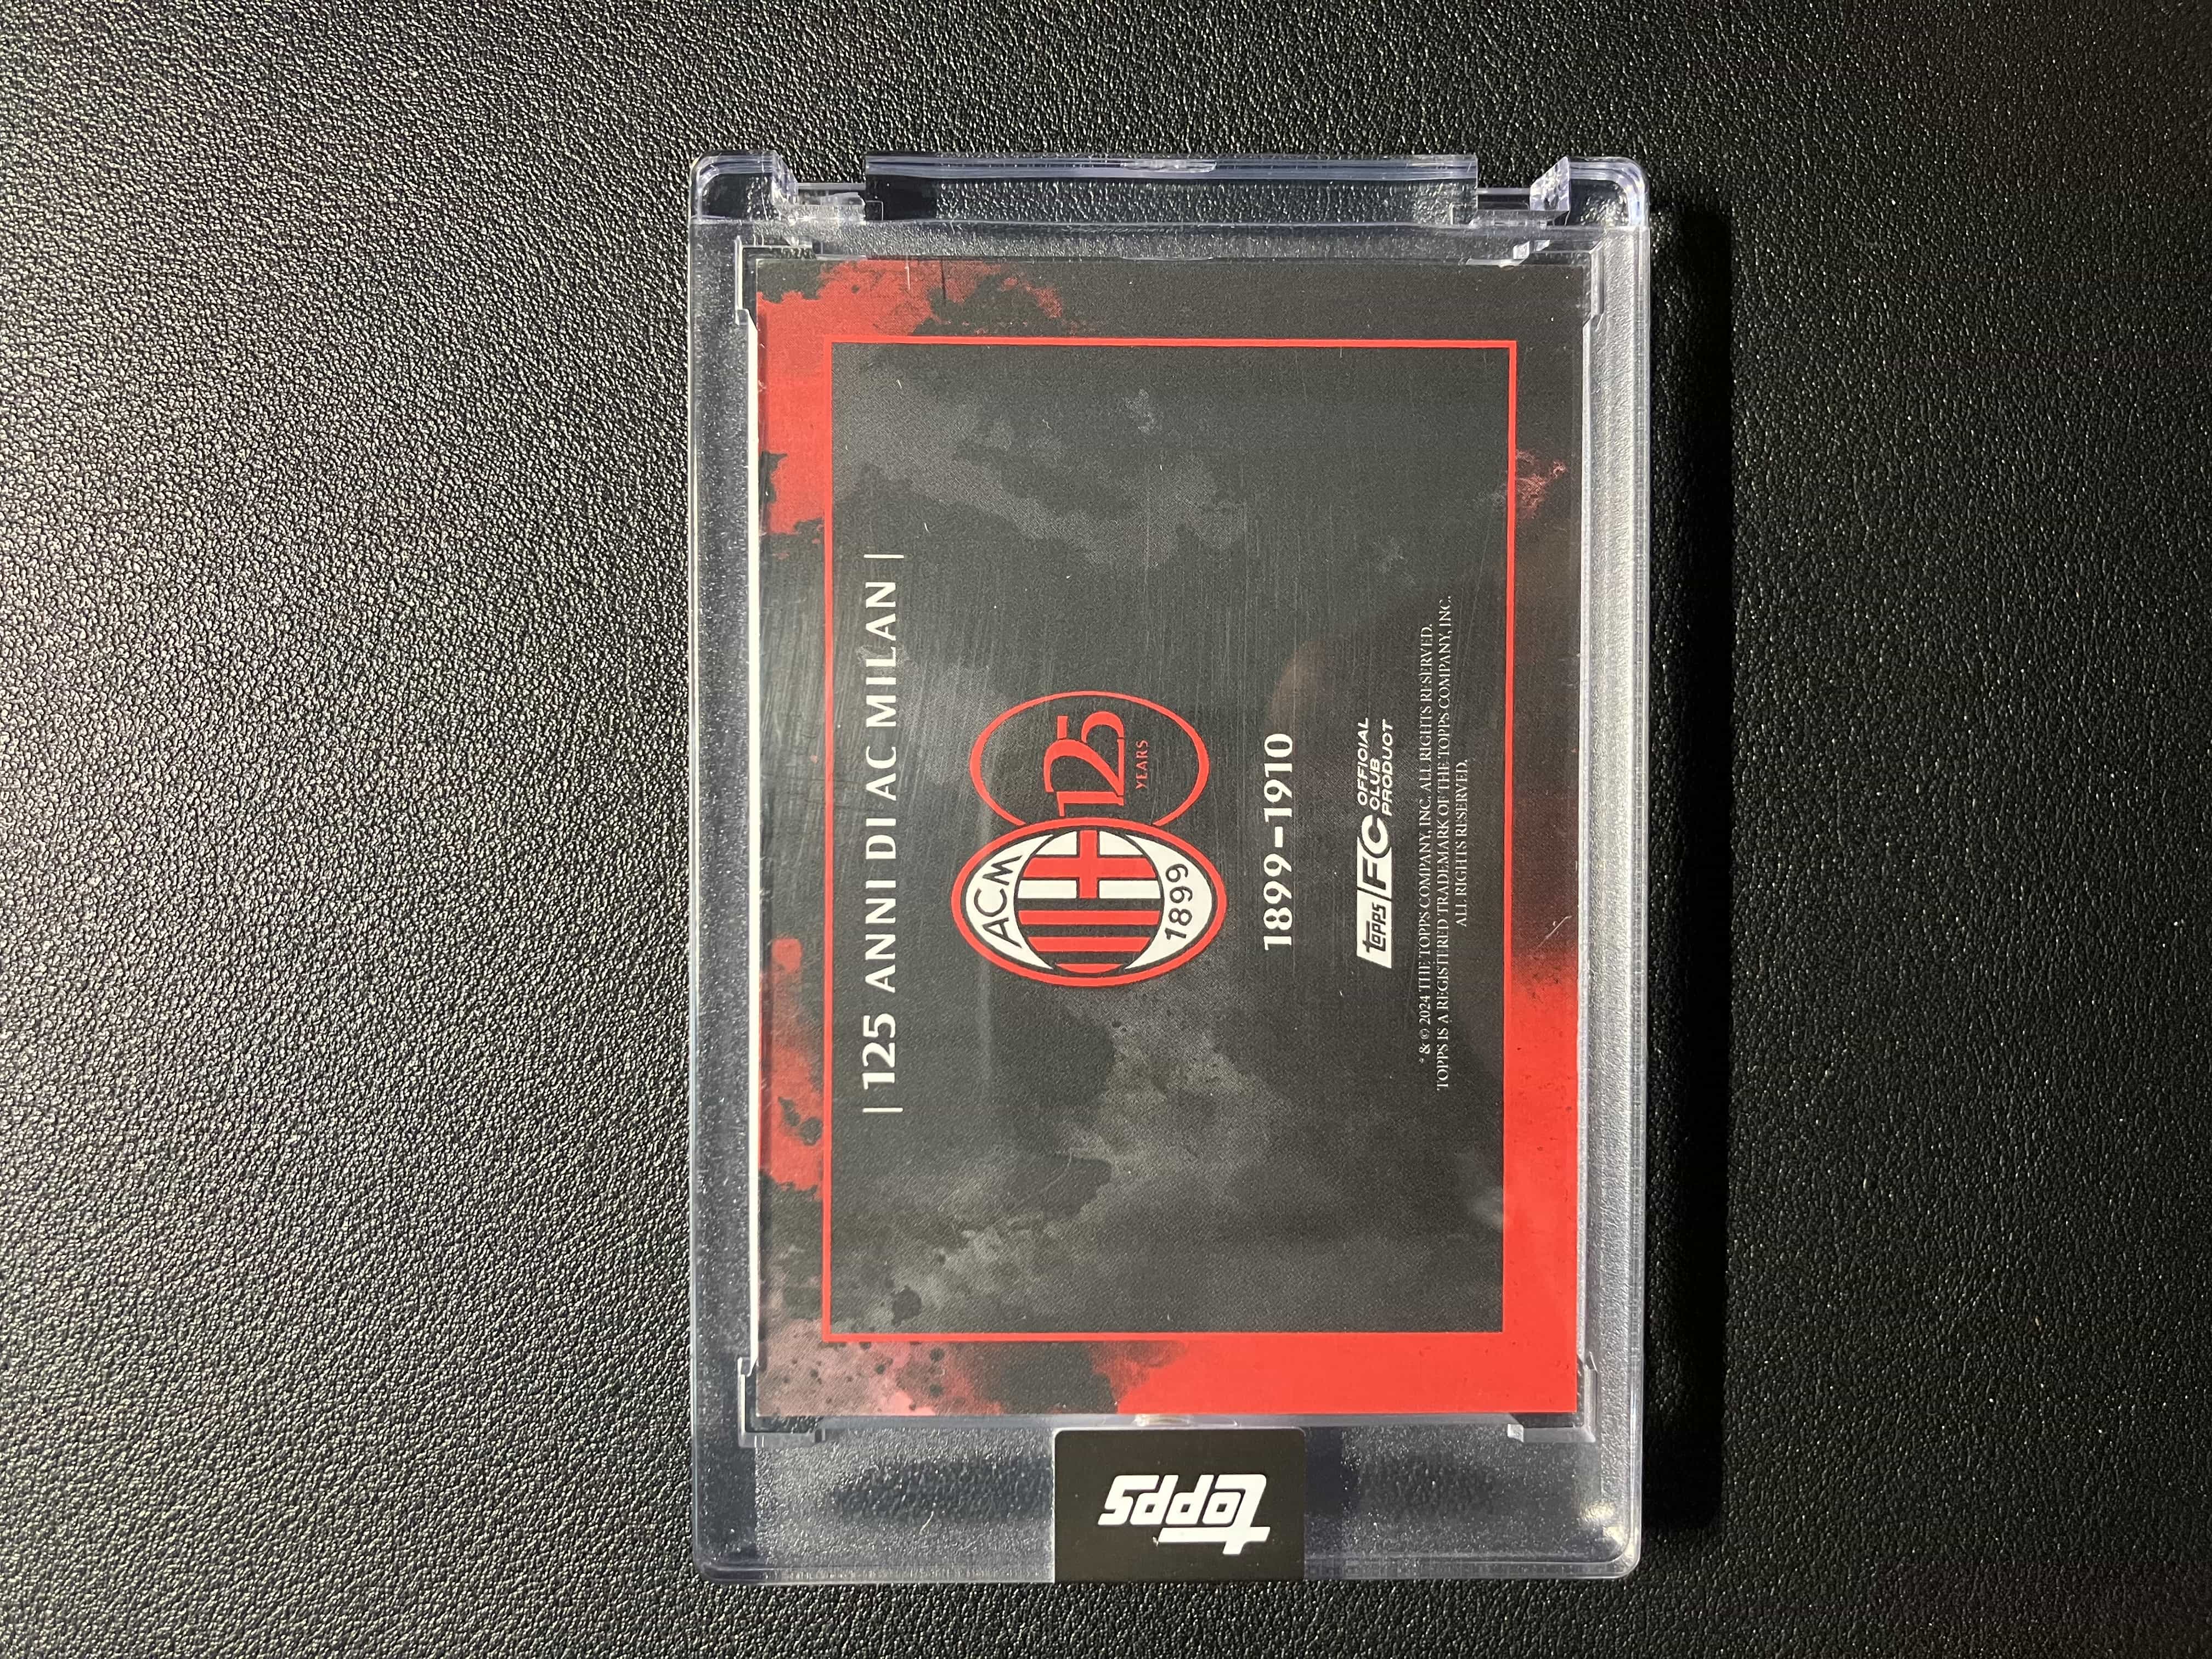 | 125 ANNI DI AC MILAN |
ACM
1899
125
YEARS
1899-1910
topps FC OFFICIAL
CLUB
PRODUCT
® & © 2024 THE TOPPS COMPANY, INC. ALL RIGHTS RESERVED.
TOPPS IS A REGISTERED TRADEMARK OF THE TOPPS COMPANY, INC.
ALL RIGHTS RESERVED.
topps